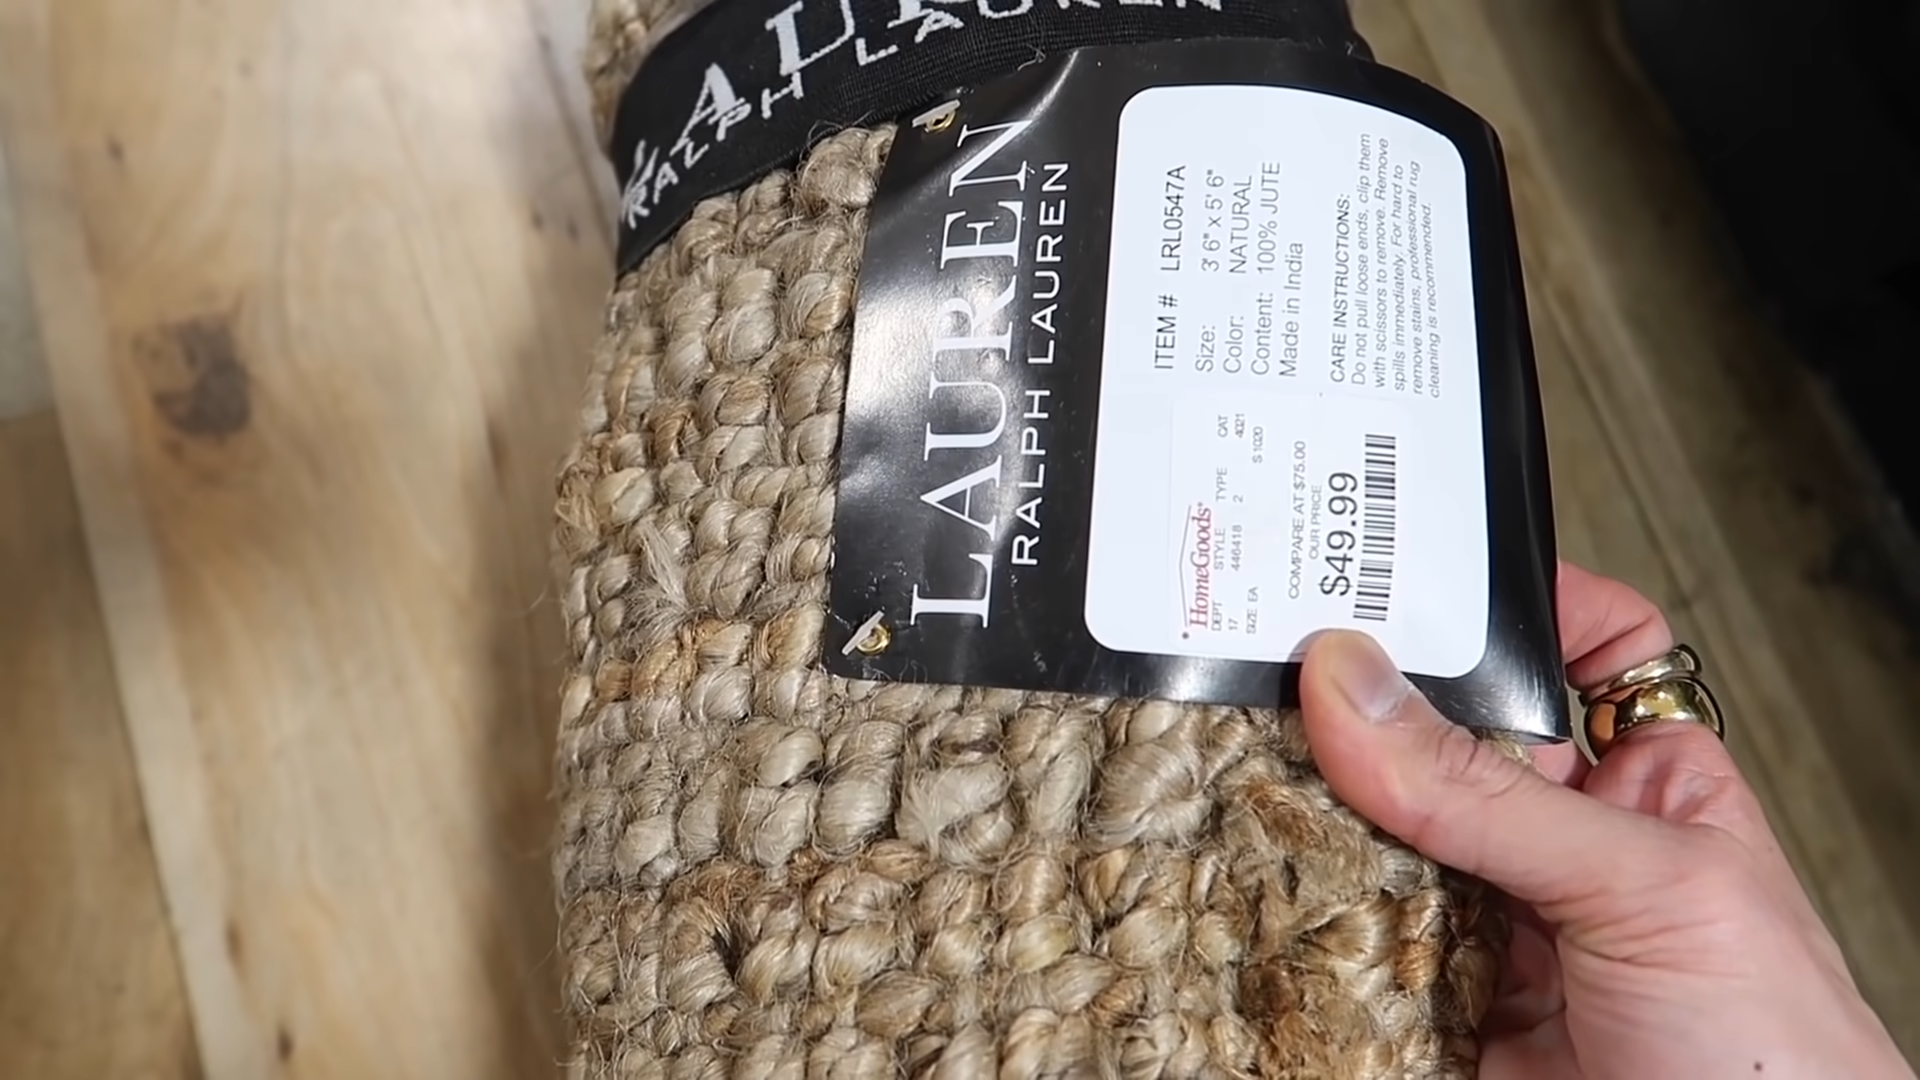 LAUREN
RALPH LAUREN
LAUREN
RALPH LAUREN
ITEM # LRL0547A
Size: 3' 6" x 5' 6"
Color: NATURAL
Content: 100% JUTE
Made in India
CARE INSTRUCTIONS:
Do not pull loose ends, clip them
with scissors to remove. Remove
spills immediately. For hard to
remove stains, professional rug
cleaning is recommended.
HomeGoods
DEPT STYLE TYPE CAT
17 446418 2 4021
SIZE EA S1020
COMPARE AT $75.00
OUR PRICE
$49.99